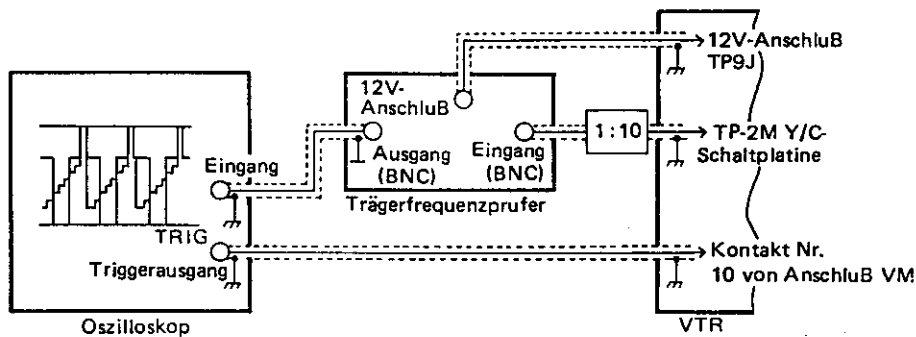 12V-Anschluß
TP9J
12V-
Anschluß
Ausgang
(BNC)
Eingang
(BNC)
1:10
TP-2M Y/C-
Schaltplatine
Trägerfrequenzprufer
Eingang
TRIG
Triggerausgang
Kontakt Nr.
10 von Anschluß VM
Oszilloskop
VTR